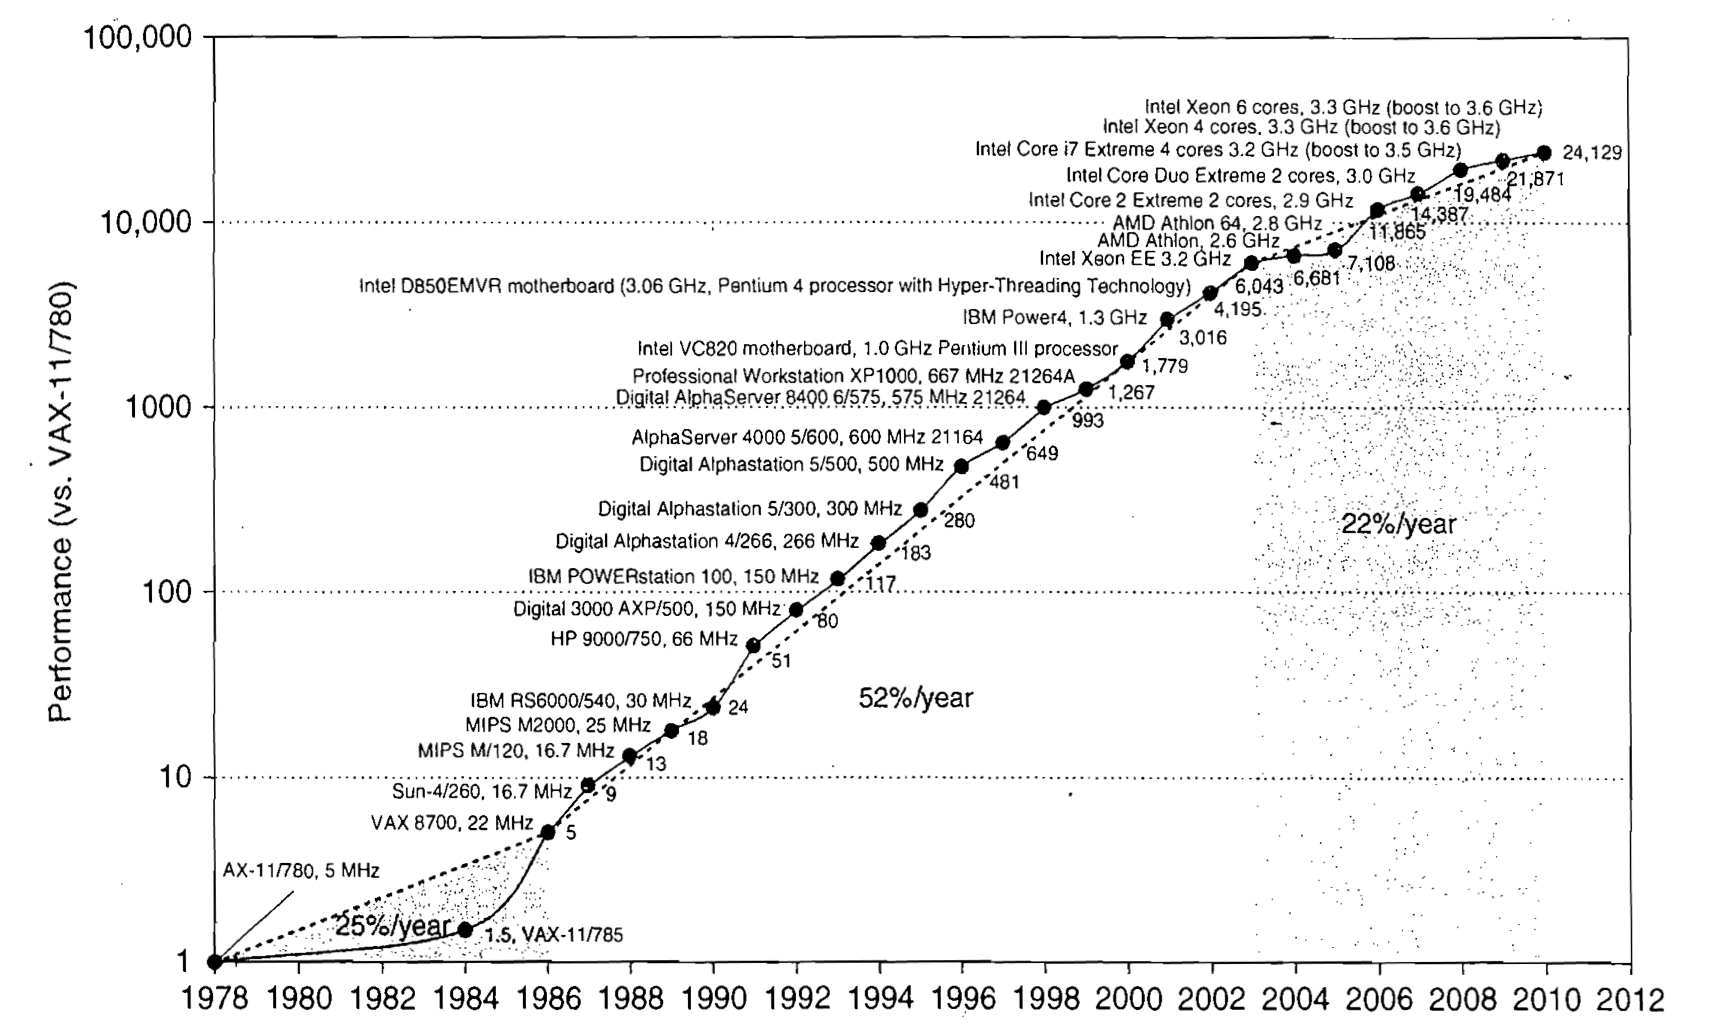 100,000
Intel Xeon 6 cores, 3.3 GHz (boost to 3.6 GHz)
Intel Xeon 4 cores, 3.3 GHz (boost to 3.6 GHz)
Intel Core i7 Extreme 4 cores 3.2 GHz (boost to 3.5 GHz)
24,129
Intel Core Duo Extreme 2 cores, 3.0 GHz
21,871
Intel Core 2 Extreme 2 cores, 2.9 GHz
19,484
10,000
AMD Athlon 64, 2.8 GHz
14,387
AMD Athlon, 2.6 GHz
11,865
Intel Xeon EE 3.2 GHz
7,108
Intel D850EMVR motherboard (3.06 GHz, Pentium 4 processor with Hyper-Threading Technology)
6,043
6,681
IBM Power4, 1.3 GHz
4,195
3,016
Intel VC820 motherboard, 1.0 GHz Pentium III processor
1,779
Professional Workstation XP1000, 667 MHz 21264A
1,267
1000
Digital AlphaServer 8400 6/575, 575 MHz 21264
993
AlphaServer 4000 5/600, 600 MHz 21164
649
Digital Alphastation 5/500, 500 MHz
481
Digital Alphastation 5/300, 300 MHz
280
22%/year
Digital Alphastation 4/266, 266 MHz
183
IBM POWERstation 100, 150 MHz
117
100
Digital 3000 AXP/500, 150 MHz
80
HP 9000/750, 66 MHz
51
52%/year
IBM RS6000/540, 30 MHz
24
MIPS M2000, 25 MHz
18
MIPS M/120, 16.7 MHz
13
10
Sun-4/260, 16.7 MHz
9
VAX 8700, 22 MHz
5
AX-11/780, 5 MHz
25%/year
1.5, VAX-11/785
1
1978 1980 1982 1984 1986 1988 1990 1992 1994 1996 1998 2000 2002 2004 2006 2008 2010 2012
Performance (vs. VAX-11/780)